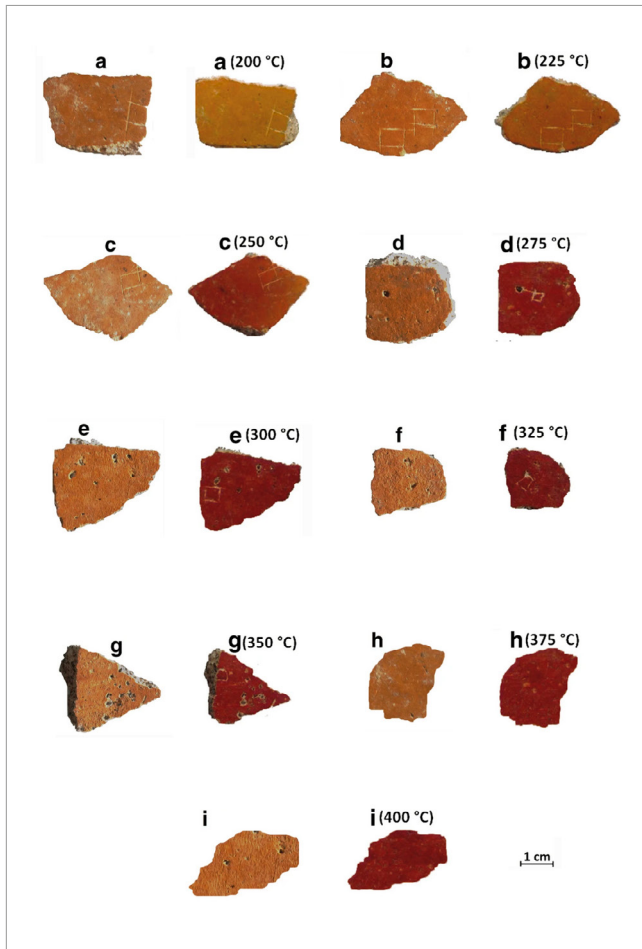 a a (200 °C) b b (225 °C)
c c (250 °C) d d (275 °C)
e e (300 °C) f f (325 °C)
g g (350 °C) h h (375 °C)
i i (400 °C)
1 cm